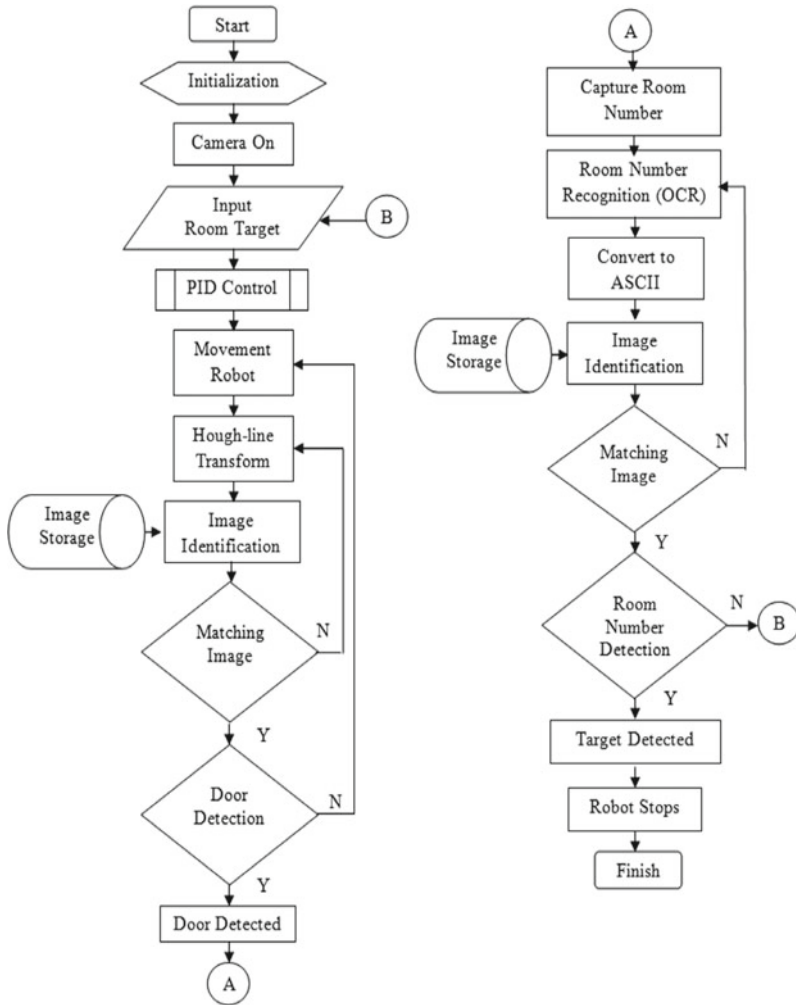 Start
Initialization
Camera On
Input
Room Target
B
PID Control
Movement
Robot
Hough-line
Transform
Image
Storage
Image
Identification
Matching
Image
N
Y
Door
Detection
N
Y
Door Detected
A
A
Capture Room
Number
Room Number
Recognition (OCR)
Convert to
ASCII
Image
Storage
Image
Identification
Matching
Image
N
Y
Room
Number
Detection
N
B
Y
Target Detected
Robot Stops
Finish